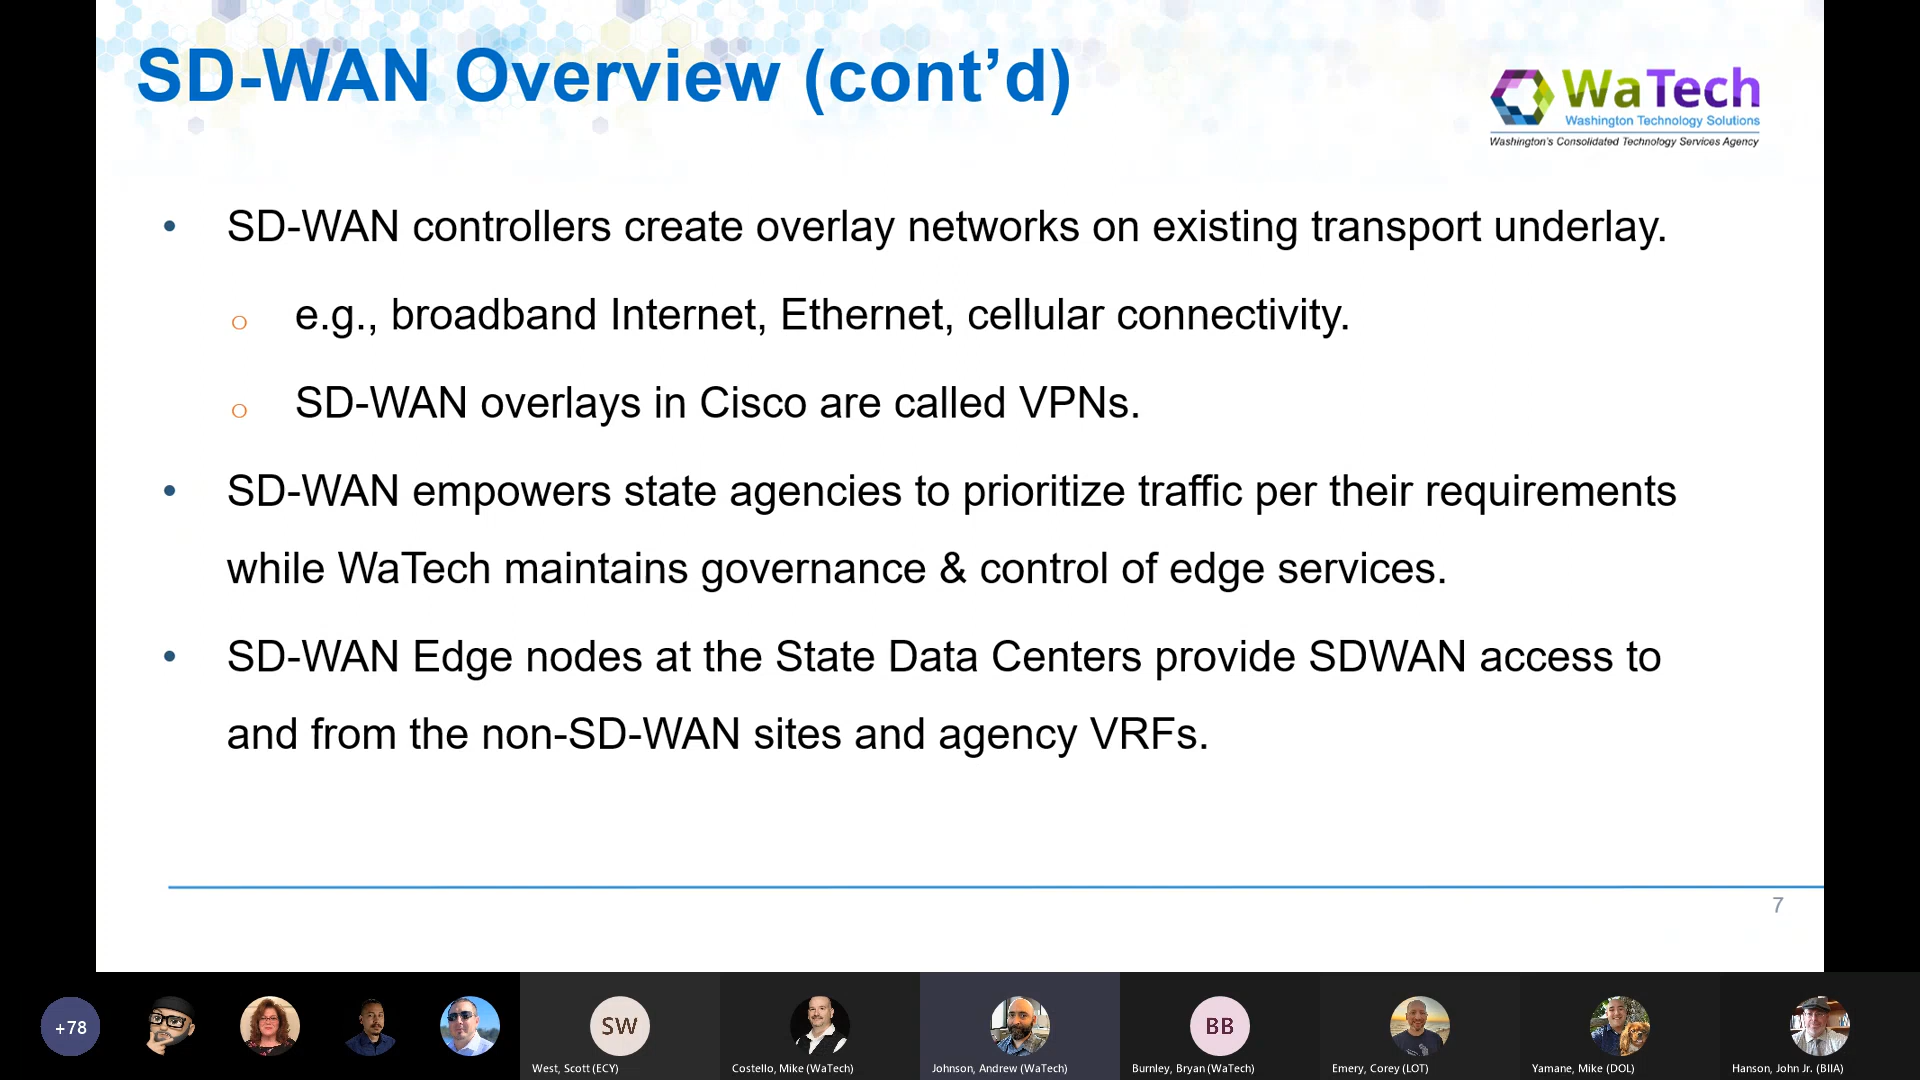 SD-WAN Overview (cont’d)
WaTech
Washington Technology Solutions
Washington's Consolidated Technology Services Agency
• SD-WAN controllers create overlay networks on existing transport underlay.
o e.g., broadband Internet, Ethernet, cellular connectivity.
o SD-WAN overlays in Cisco are called VPNs.
• SD-WAN empowers state agencies to prioritize traffic per their requirements
while WaTech maintains governance & control of edge services.
• SD-WAN Edge nodes at the State Data Centers provide SDWAN access to
and from the non-SD-WAN sites and agency VRFs.
7
+78
SW
BB
West, Scott (ECY)
Costello, Mike (WaTech)
Johnson, Andrew (WaTech)
Burnley, Bryan (WaTech)
Emery, Corey (LOT)
Yamane, Mike (DOL)
Hanson, John Jr. (BIIA)